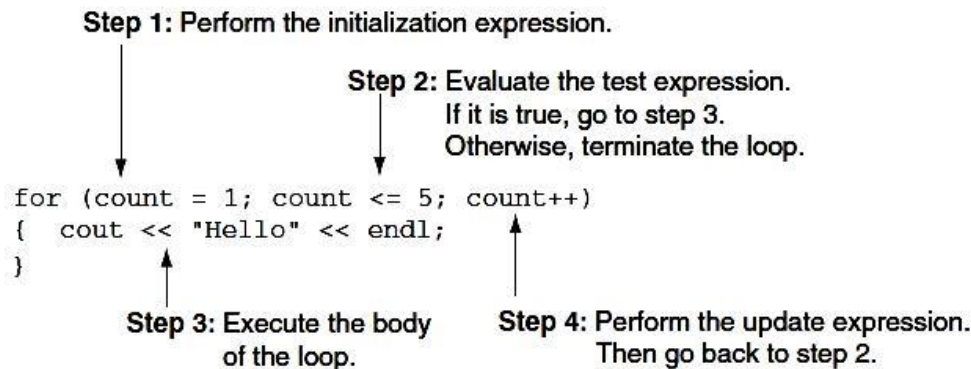 Step 1: Perform the initialization expression.
Step 2: Evaluate the test expression.
If it is true, go to step 3.
Otherwise, terminate the loop.
for (count = 1; count <= 5; count++)
{  cout << "Hello" << endl;
}
Step 3: Execute the body
of the loop.
Step 4: Perform the update expression.
Then go back to step 2.